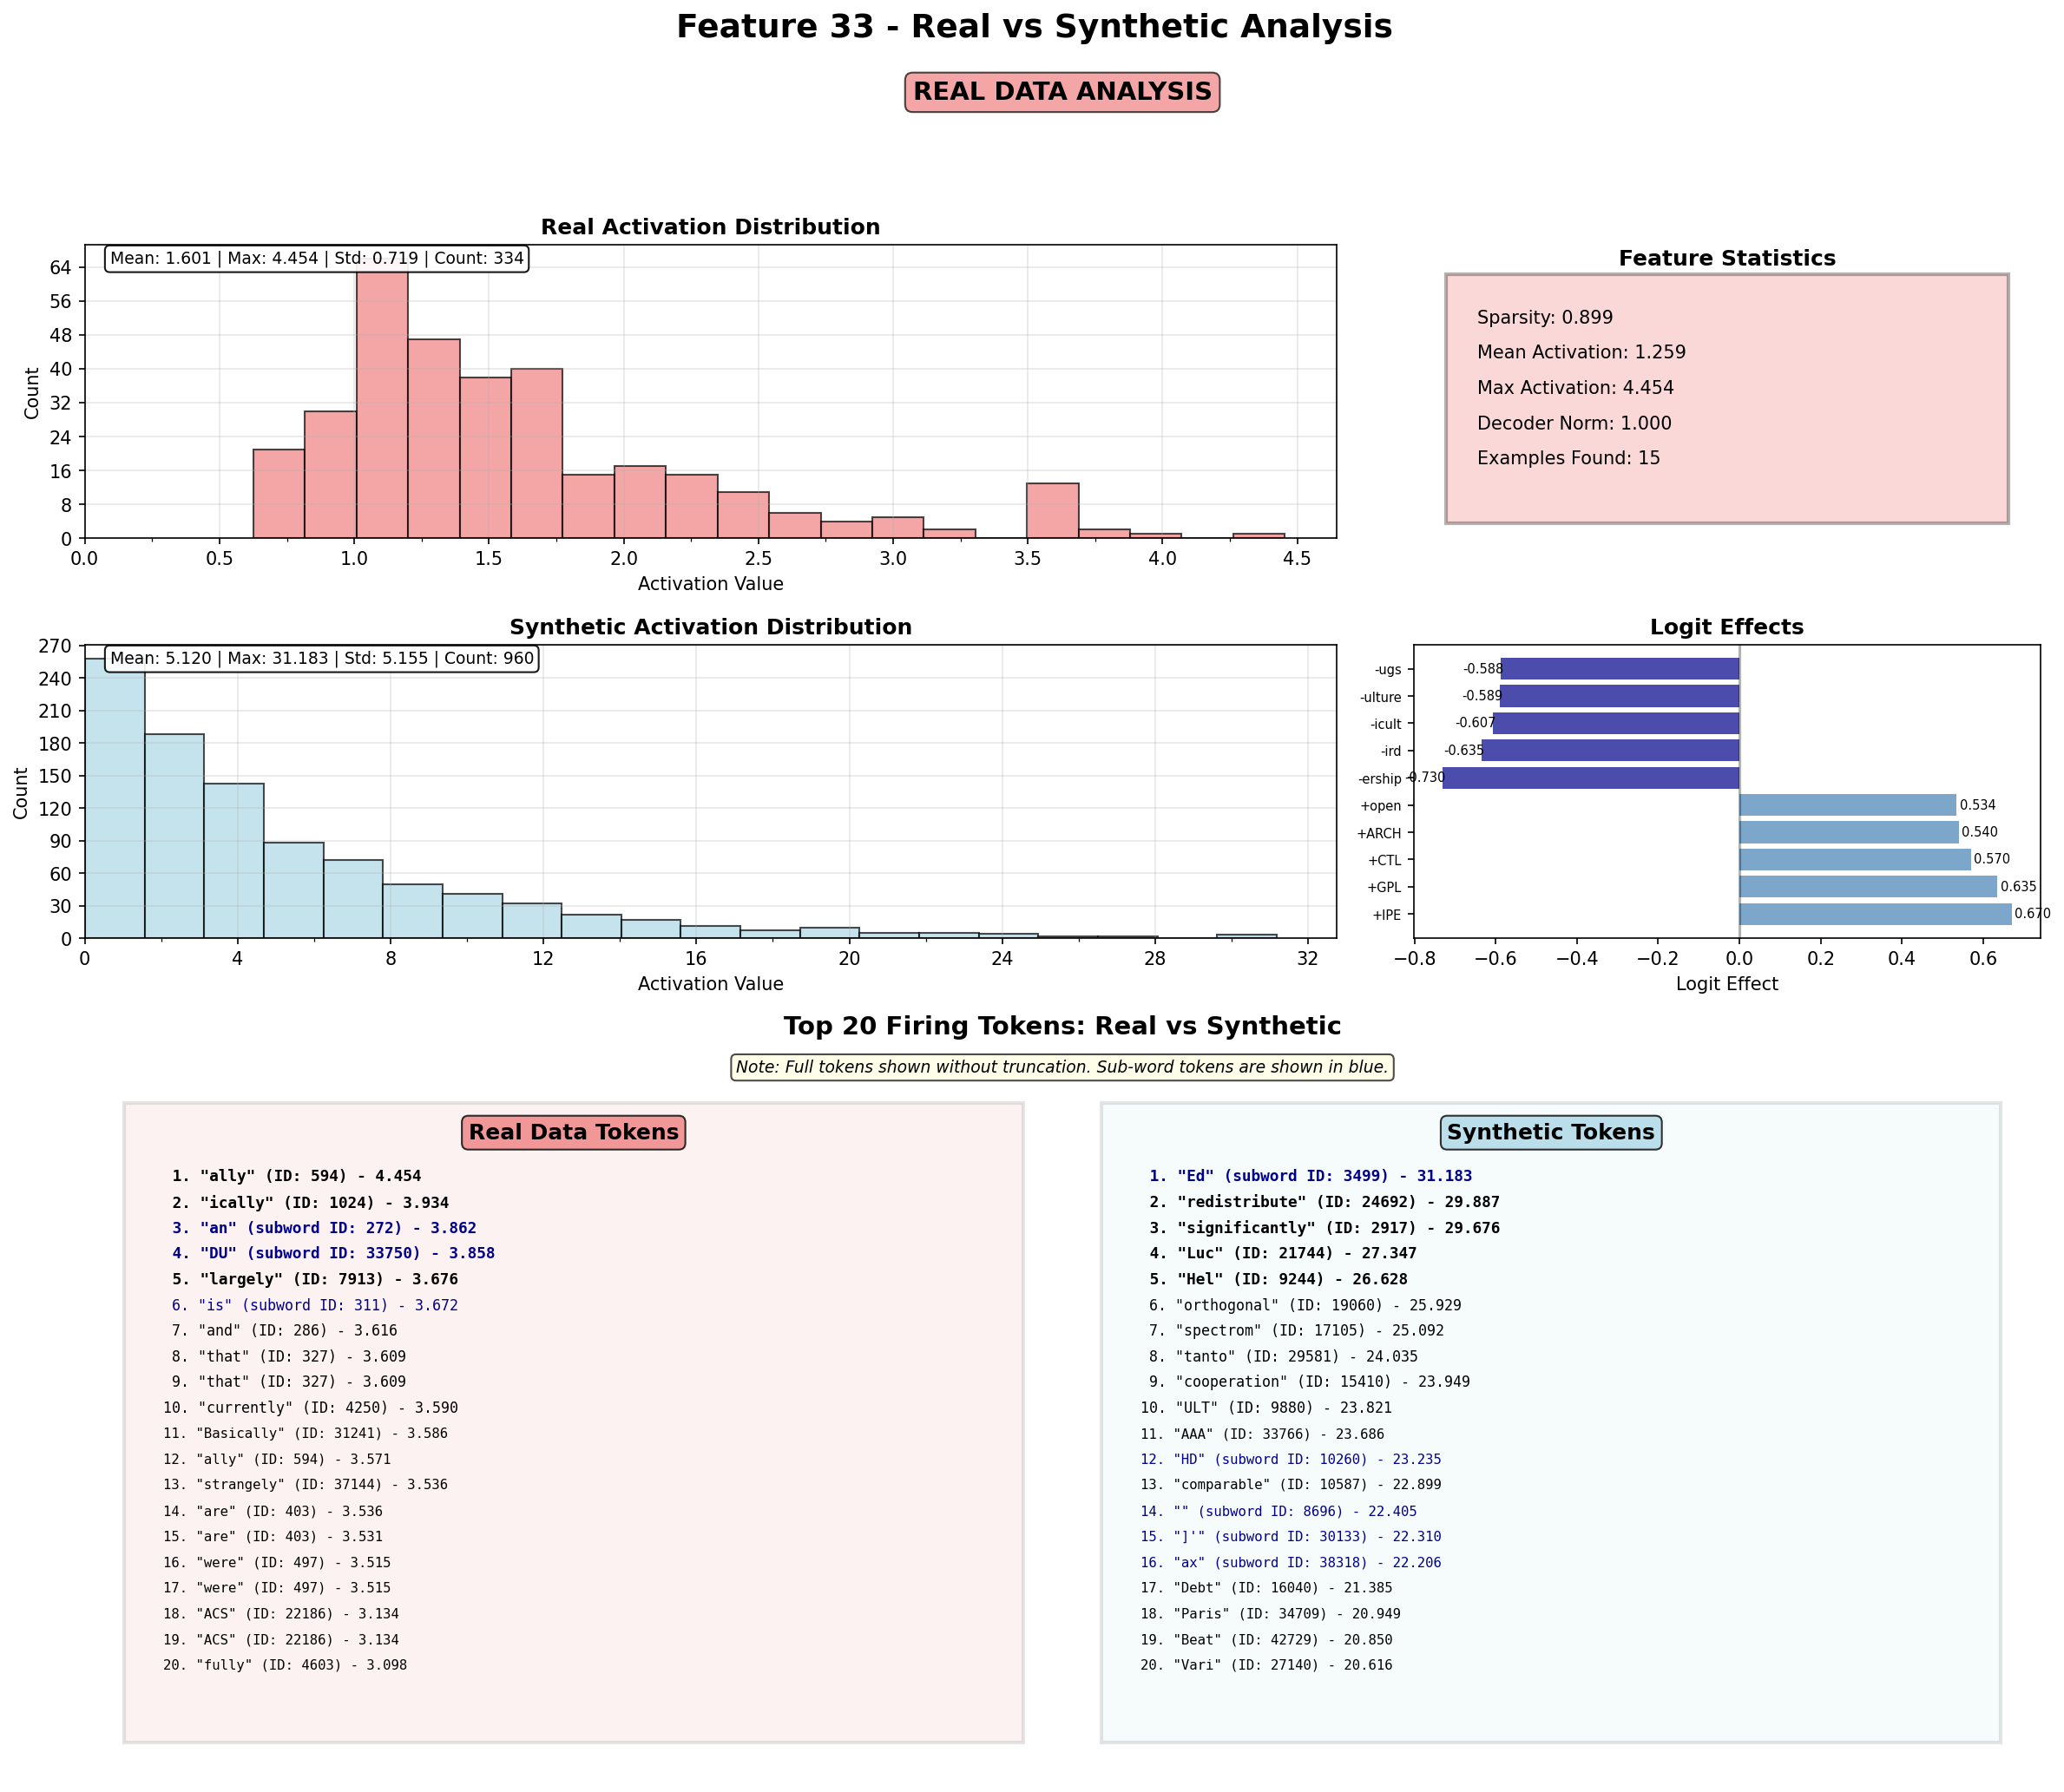 Feature 33 - Real vs Synthetic Analysis
REAL DATA ANALYSIS
Real Activation Distribution
Mean: 1.601 | Max: 4.454 | Std: 0.719 | Count: 334
Count
64
56
48
40
32
24
16
8
0
0.0 0.5 1.0 1.5 2.0 2.5 3.0 3.5 4.0 4.5
Activation Value
Feature Statistics
Sparsity: 0.899
Mean Activation: 1.259
Max Activation: 4.454
Decoder Norm: 1.000
Examples Found: 15
Synthetic Activation Distribution
Mean: 5.120 | Max: 31.183 | Std: 5.155 | Count: 960
Count
270
240
210
180
150
120
90
60
30
0
0 4 8 12 16 20 24 28 32
Activation Value
Logit Effects
-ugs -0.588
-ulture -0.589
-icult -0.607
-ird -0.635
-ership -0.730
+open 0.534
+ARCH 0.540
+CTL 0.570
+GPL 0.635
+IPE 0.670
−0.8 −0.6 −0.4 −0.2 0.0 0.2 0.4 0.6
Logit Effect
Top 20 Firing Tokens: Real vs Synthetic
Note: Full tokens shown without truncation. Sub-word tokens are shown in blue.
Real Data Tokens
1. "ally" (ID: 594) - 4.454
2. "ically" (ID: 1024) - 3.934
3. "an" (subword ID: 272) - 3.862
4. "DU" (subword ID: 33750) - 3.858
5. "largely" (ID: 7913) - 3.676
6. "is" (subword ID: 311) - 3.672
7. "and" (ID: 286) - 3.616
8. "that" (ID: 327) - 3.609
9. "that" (ID: 327) - 3.609
10. "currently" (ID: 4250) - 3.590
11. "Basically" (ID: 31241) - 3.586
12. "ally" (ID: 594) - 3.571
13. "strangely" (ID: 37144) - 3.536
14. "are" (ID: 403) - 3.536
15. "are" (ID: 403) - 3.531
16. "were" (ID: 497) - 3.515
17. "were" (ID: 497) - 3.515
18. "ACS" (ID: 22186) - 3.134
19. "ACS" (ID: 22186) - 3.134
20. "fully" (ID: 4603) - 3.098
Synthetic Tokens
1. "Ed" (subword ID: 3499) - 31.183
2. "redistribute" (ID: 24692) - 29.887
3. "significantly" (ID: 2917) - 29.676
4. "Luc" (ID: 21744) - 27.347
5. "Hel" (ID: 9244) - 26.628
6. "orthogonal" (ID: 19060) - 25.929
7. "spectrom" (ID: 17105) - 25.092
8. "tanto" (ID: 29581) - 24.035
9. "cooperation" (ID: 15410) - 23.949
10. "ULT" (ID: 9880) - 23.821
11. "AAA" (ID: 33766) - 23.686
12. "HD" (subword ID: 10260) - 23.235
13. "comparable" (ID: 10587) - 22.899
14. "" (subword ID: 8696) - 22.405
15. "]'" (subword ID: 30133) - 22.310
16. "ax" (subword ID: 38318) - 22.206
17. "Debt" (ID: 16040) - 21.385
18. "Paris" (ID: 34709) - 20.949
19. "Beat" (ID: 42729) - 20.850
20. "Vari" (ID: 27140) - 20.616